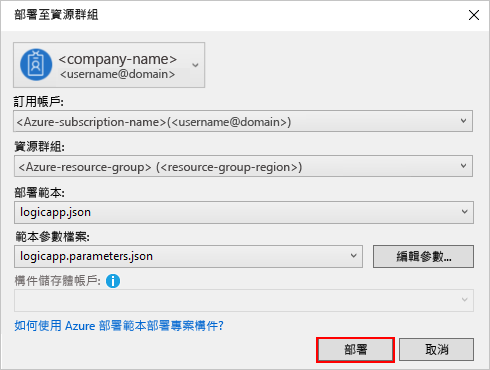 部署至資源群組
<company-name>
<username@domain>
訂用帳戶:
<Azure-subscription-name>(<username@domain>)
資源群組:
<Azure-resource-group> (<resource-group-region>)
部署範本:
logicapp.json
範本參數檔案:
logicapp.parameters.json 編輯參數...
構件儲存體帳戶:
如何使用 Azure 部署範本部署專案構件?
部署 取消